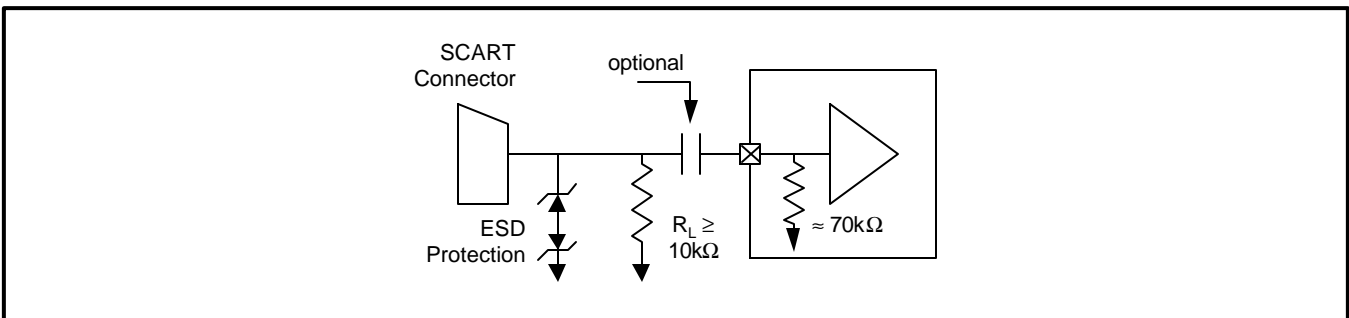 SCART
Connector
optional
ESD
Protection
R_L ≥
10kΩ
≈ 70kΩ